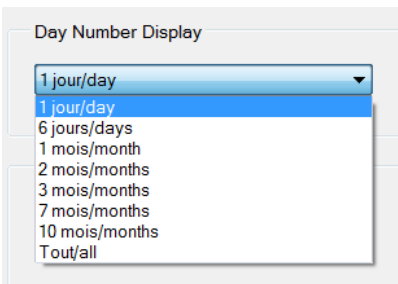 Day Number Display
1 jour/day
1 jour/day
6 jours/days
1 mois/month
2 mois/months
3 mois/months
7 mois/months
10 mois/months
Tout/all